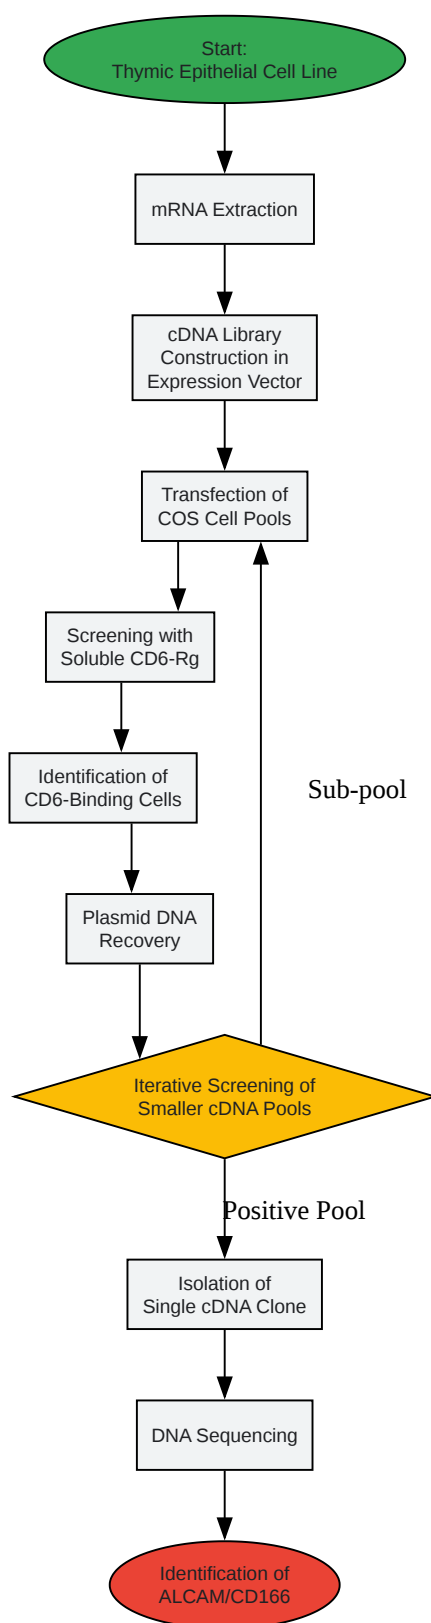 Start:
Thymic Epithelial Cell Line
mRNA Extraction
cDNA Library
Construction in
Expression Vector
Transfection of
COS Cell Pools
Screening with
Soluble CD6-Rg
Identification of
CD6-Binding Cells
Sub-pool
Plasmid DNA
Recovery
Iterative Screening of
Smaller cDNA Pools
Positive Pool
Isolation of
Single cDNA Clone
DNA Sequencing
Identification of
ALCAM/CD166